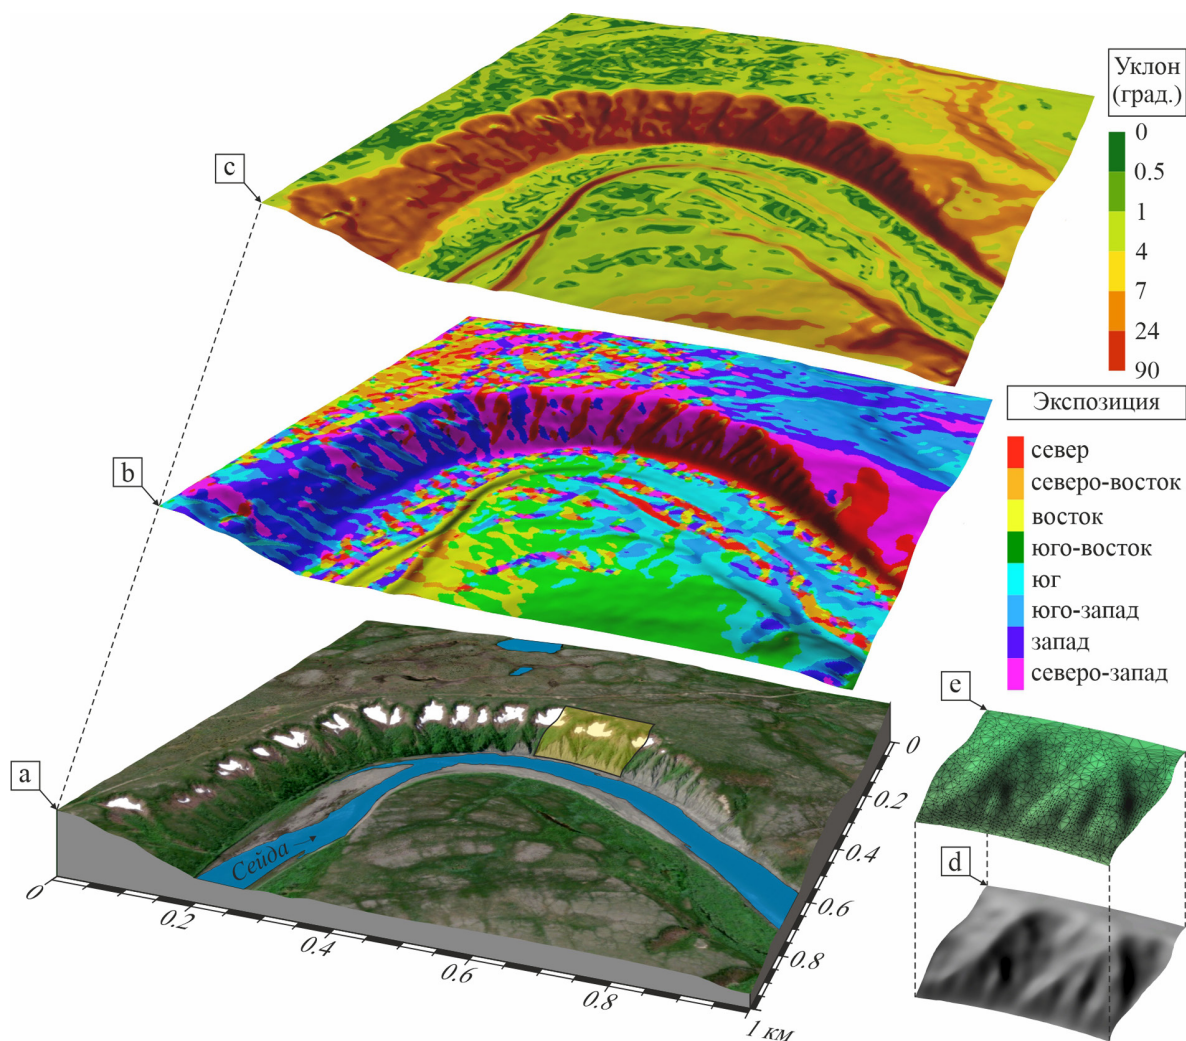 Уклон
(град.)
0
0.5
1
4
7
24
90
c
Экспозиция
север
северо-восток
восток
юго-восток
юг
юго-запад
запад
северо-запад
b
e
a
d
Сейда
0
0.2
0.4
0.6
0.8
1 км
0
0.2
0.4
0.6
0.8